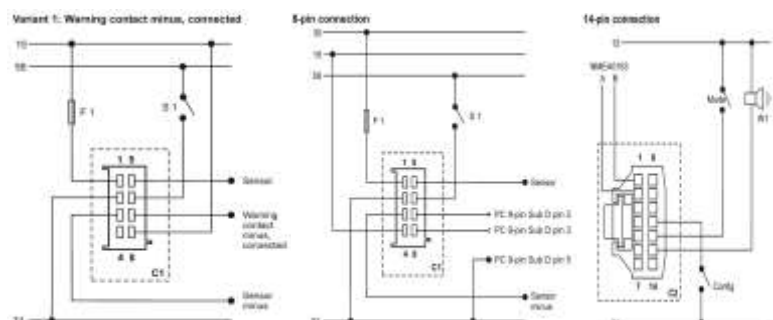 Variant 1: Warning contact minus, connected
15
58
F 1
S 1
1 5
Sensor
Warning
contact
minus,
connected
4 8
C1
Sensor
minus
31
8-pin connection
30
15
58
F 1
S 1
1 5
Sensor
PC 9-pin Sub D pin 2
PC 9-pin Sub D pin 3
4 8
C1
PC 9-pin Sub D pin 5
Sensor
minus
31
14-pin connection
A B
Mode
W1
1 8
7 14
C2
Config